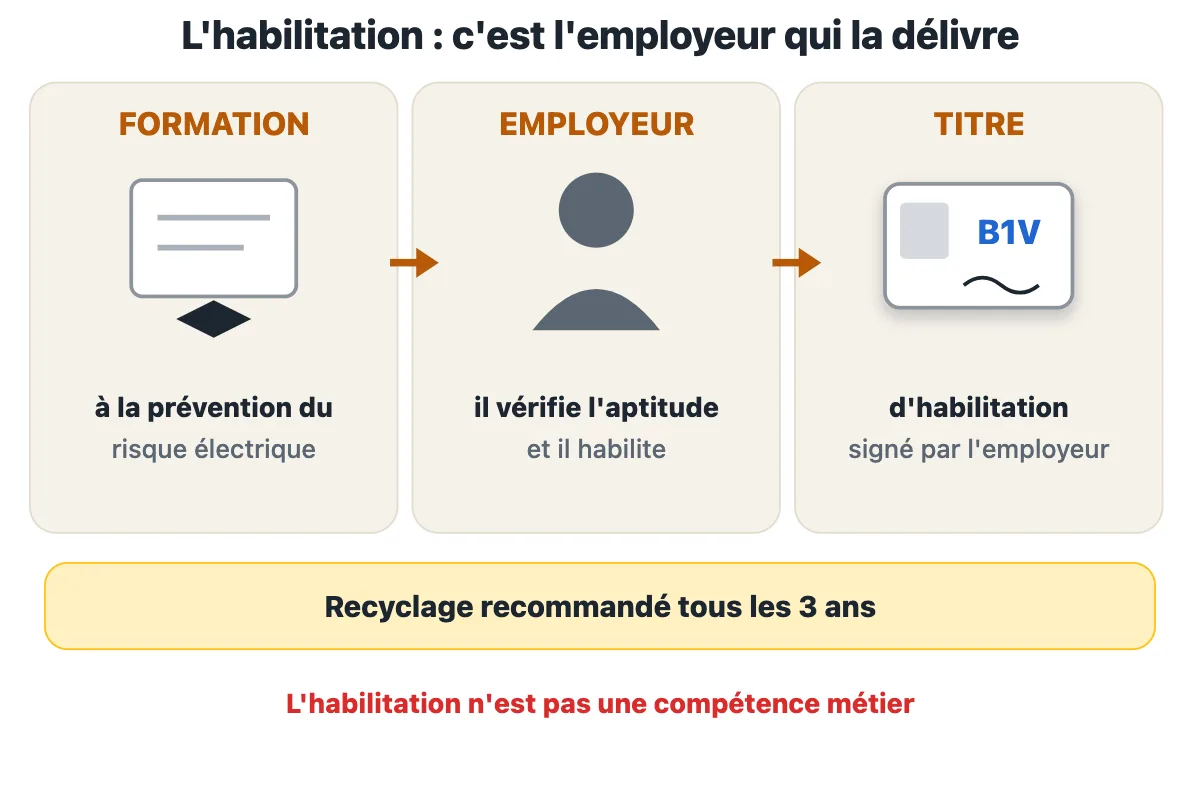 L'habilitation : c'est l'employeur qui la délivre
FORMATION
à la prévention du
risque électrique
EMPLOYEUR
il vérifie l'aptitude
et il habilite
TITRE
B1V
d'habilitation
signé par l'employeur
Recyclage recommandé tous les 3 ans
L'habilitation n'est pas une compétence métier